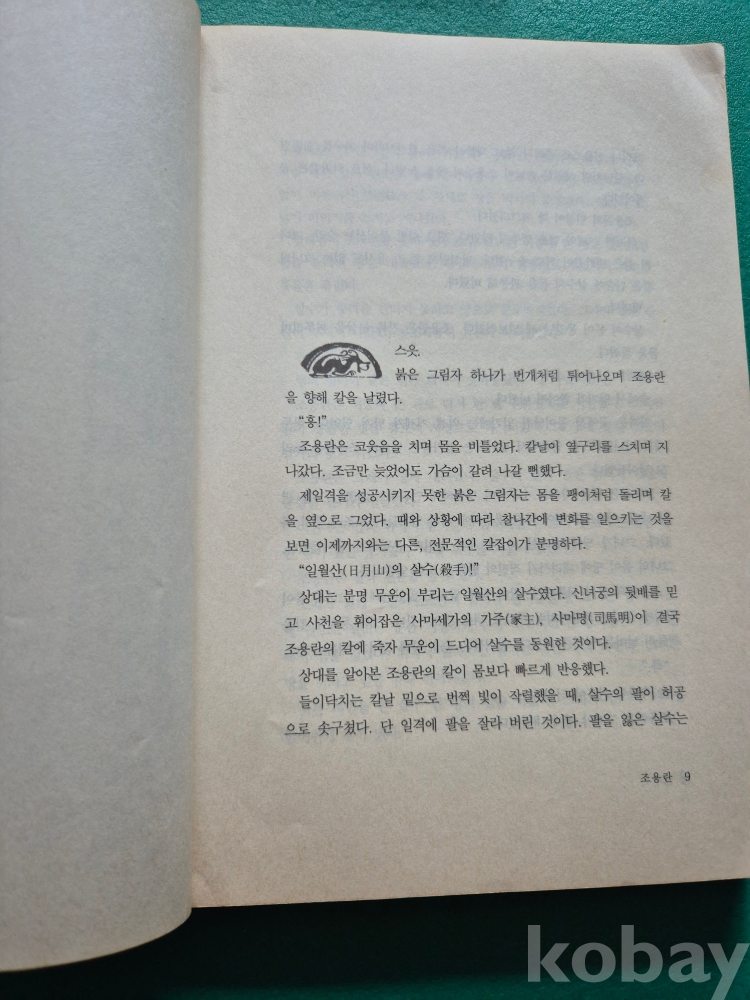 스읏.
붉은 그림자 하나가 번개처럼 튀어나오며 조용란
을 향해 칼을 날렸다.
“흥!”
조용란은 코웃음을 치며 몸을 비틀었다. 칼날이 옆구리를 스치며 지
나갔다. 조금만 늦었어도 가슴이 갈려 나갈 뻔했다.
제일격을 성공시키지 못한 붉은 그림자는 몸을 팽이처럼 돌리며 칼
을 옆으로 그었다. 때와 상황에 따라 찰나간에 변화를 일으키는 것을
보면 이제까지와는 다른, 전문적인 칼잡이가 분명하다.
“일월산(日月山)의 살수(殺手)!”
상대는 분명 무운이 부리는 일월산의 살수였다. 신녀궁의 뒷배를 믿
고 사천을 휘어잡은 사마세가의 가주(家主), 사마명(司馬明)이 결국
조용란의 칼에 죽자 무운이 드디어 살수를 동원한 것이다.
상대를 알아본 조용란의 칼이 몸보다 빠르게 반응했다.
들이닥치는 칼날 밑으로 번쩍 빛이 작렬했을 때, 살수의 팔이 허공
으로 솟구쳤다. 단 일격에 팔을 잘라 버린 것이다. 팔을 잃은 살수는
조용란 9
kobay